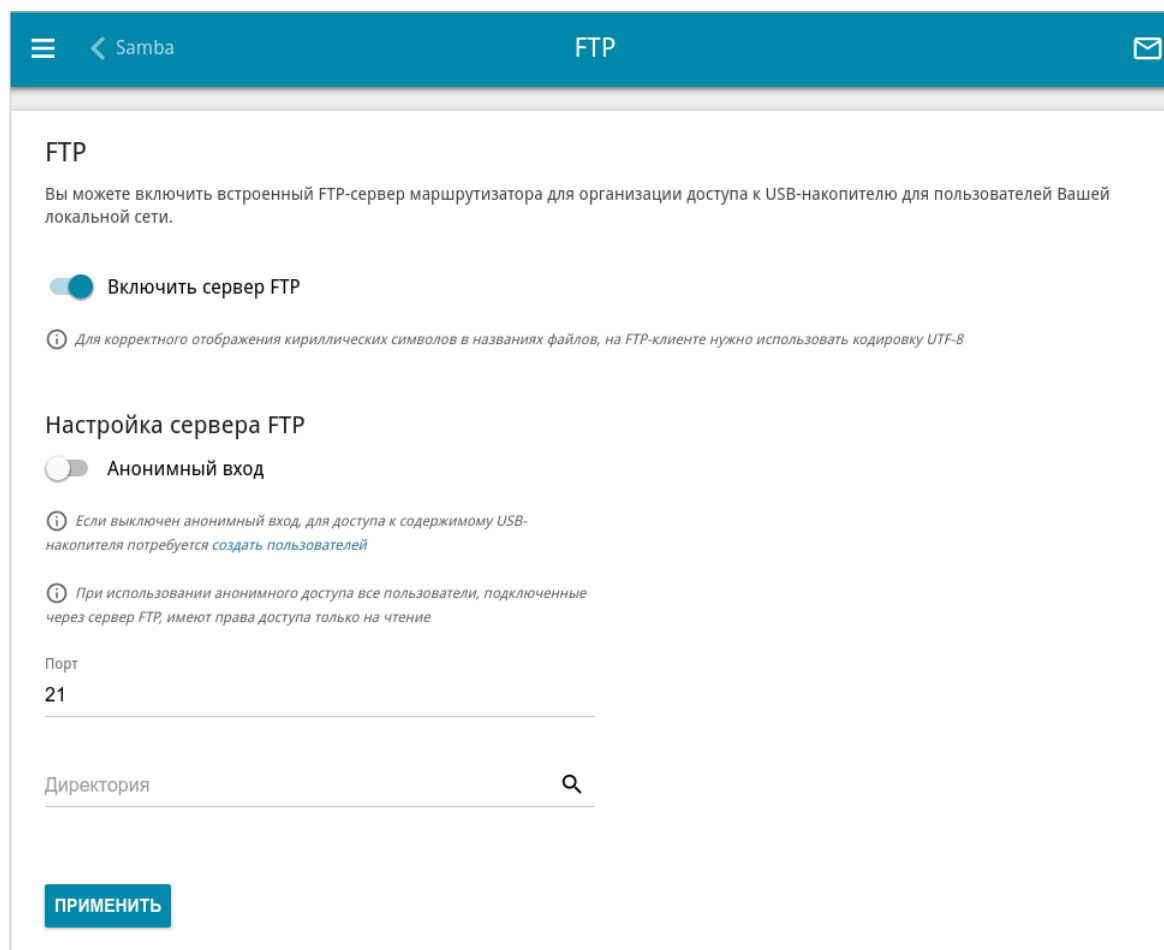 Samba
FTP
FTP
Вы можете включить встроенный FTP-сервер маршрутизатора для организации доступа к USB-накопителю для пользователей Вашей
локальной сети.
Включить сервер FTP
Для корректного отображения кириллических символов в названиях файлов, на FTP-клиенте нужно использовать кодировку UTF-8
Настройка сервера FTP
Анонимный вход
Если выключен анонимный вход, для доступа к содержимому USB-
накопителя потребуется создать пользователей
При использовании анонимного доступа все пользователи, подключенные
через сервер FTP, имеют права доступа только на чтение
Порт
21
Директория
ПРИМЕНИТЬ